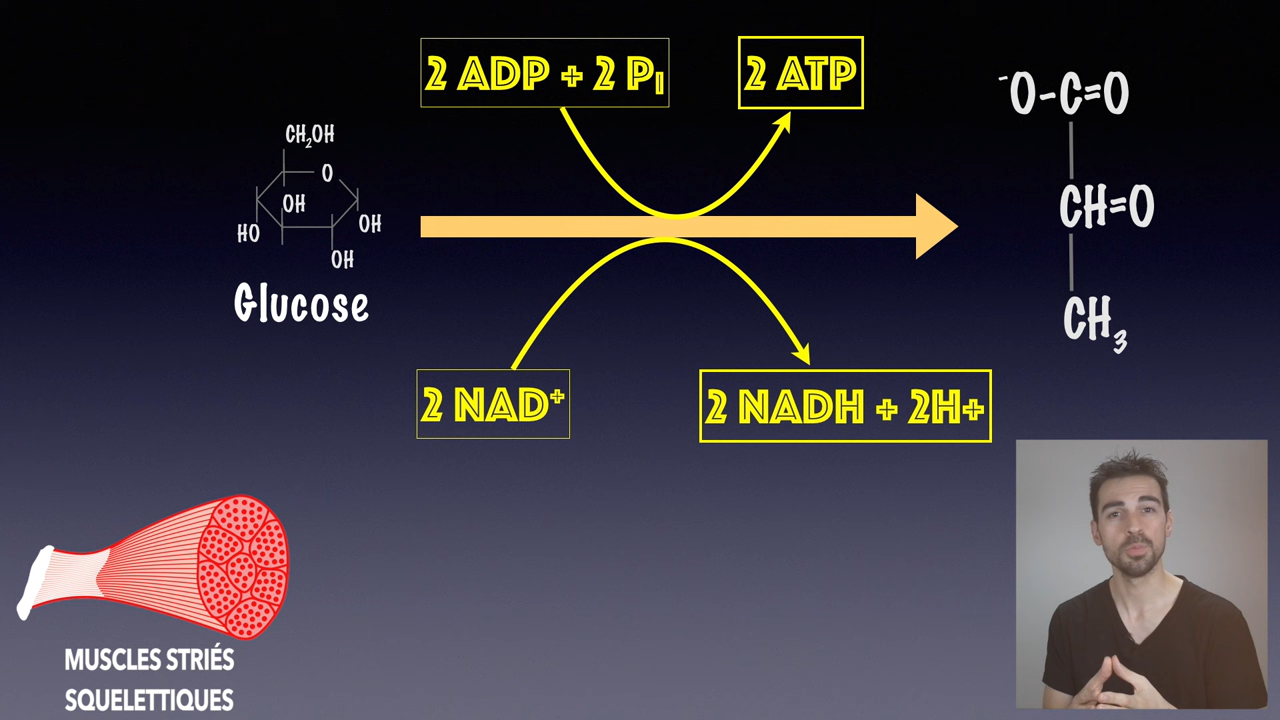 2 ADP + 2 Pi
2 ATP
⁻O-C=O
CH₂OH
O
OH
HO
OH
OH
CH=O
Glucose
CH₃
2 NAD⁺
2 NADH + 2H+
MUSCLES STRIÉS
SQUELETTIQUES